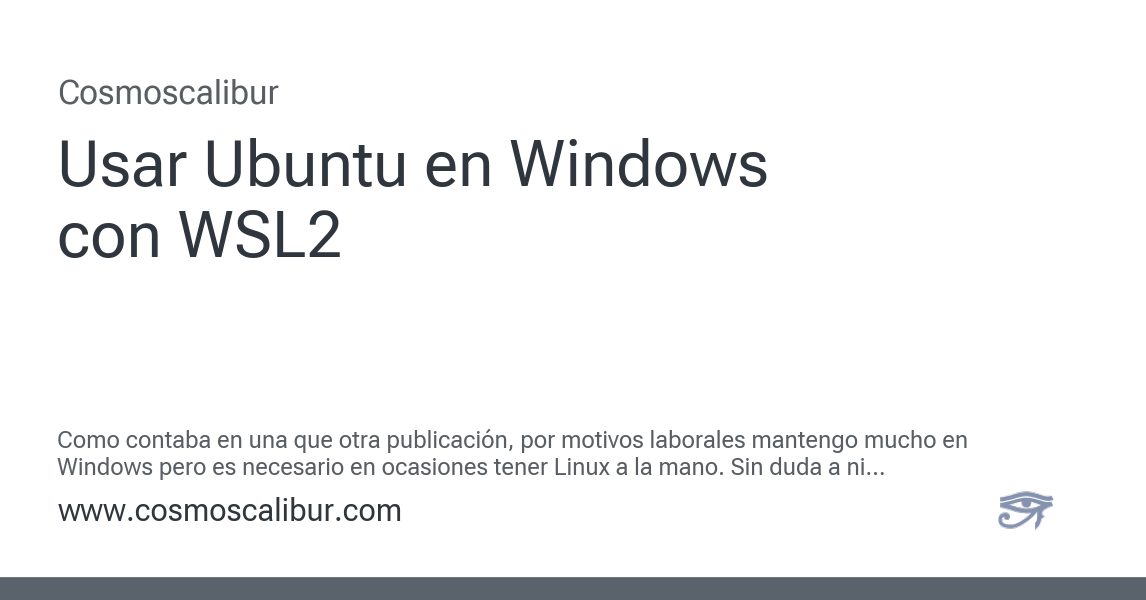 Cosmoscalibur
Usar Ubuntu en Windows
con WSL2
Como contaba en una que otra publicación, por motivos laborales mantengo mucho en
Windows pero es necesario en ocasiones tener Linux a la mano. Sin duda a ni...
www.cosmoscalibur.com